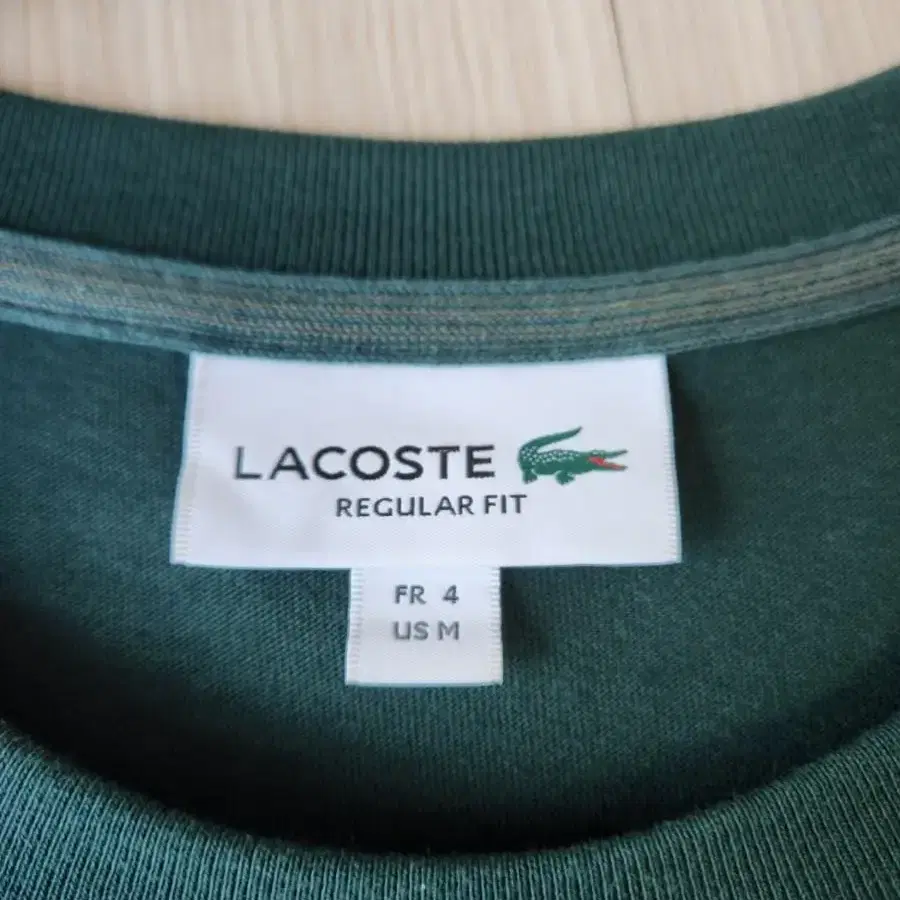 LACOSTE
REGULAR FIT
FR 4
US M